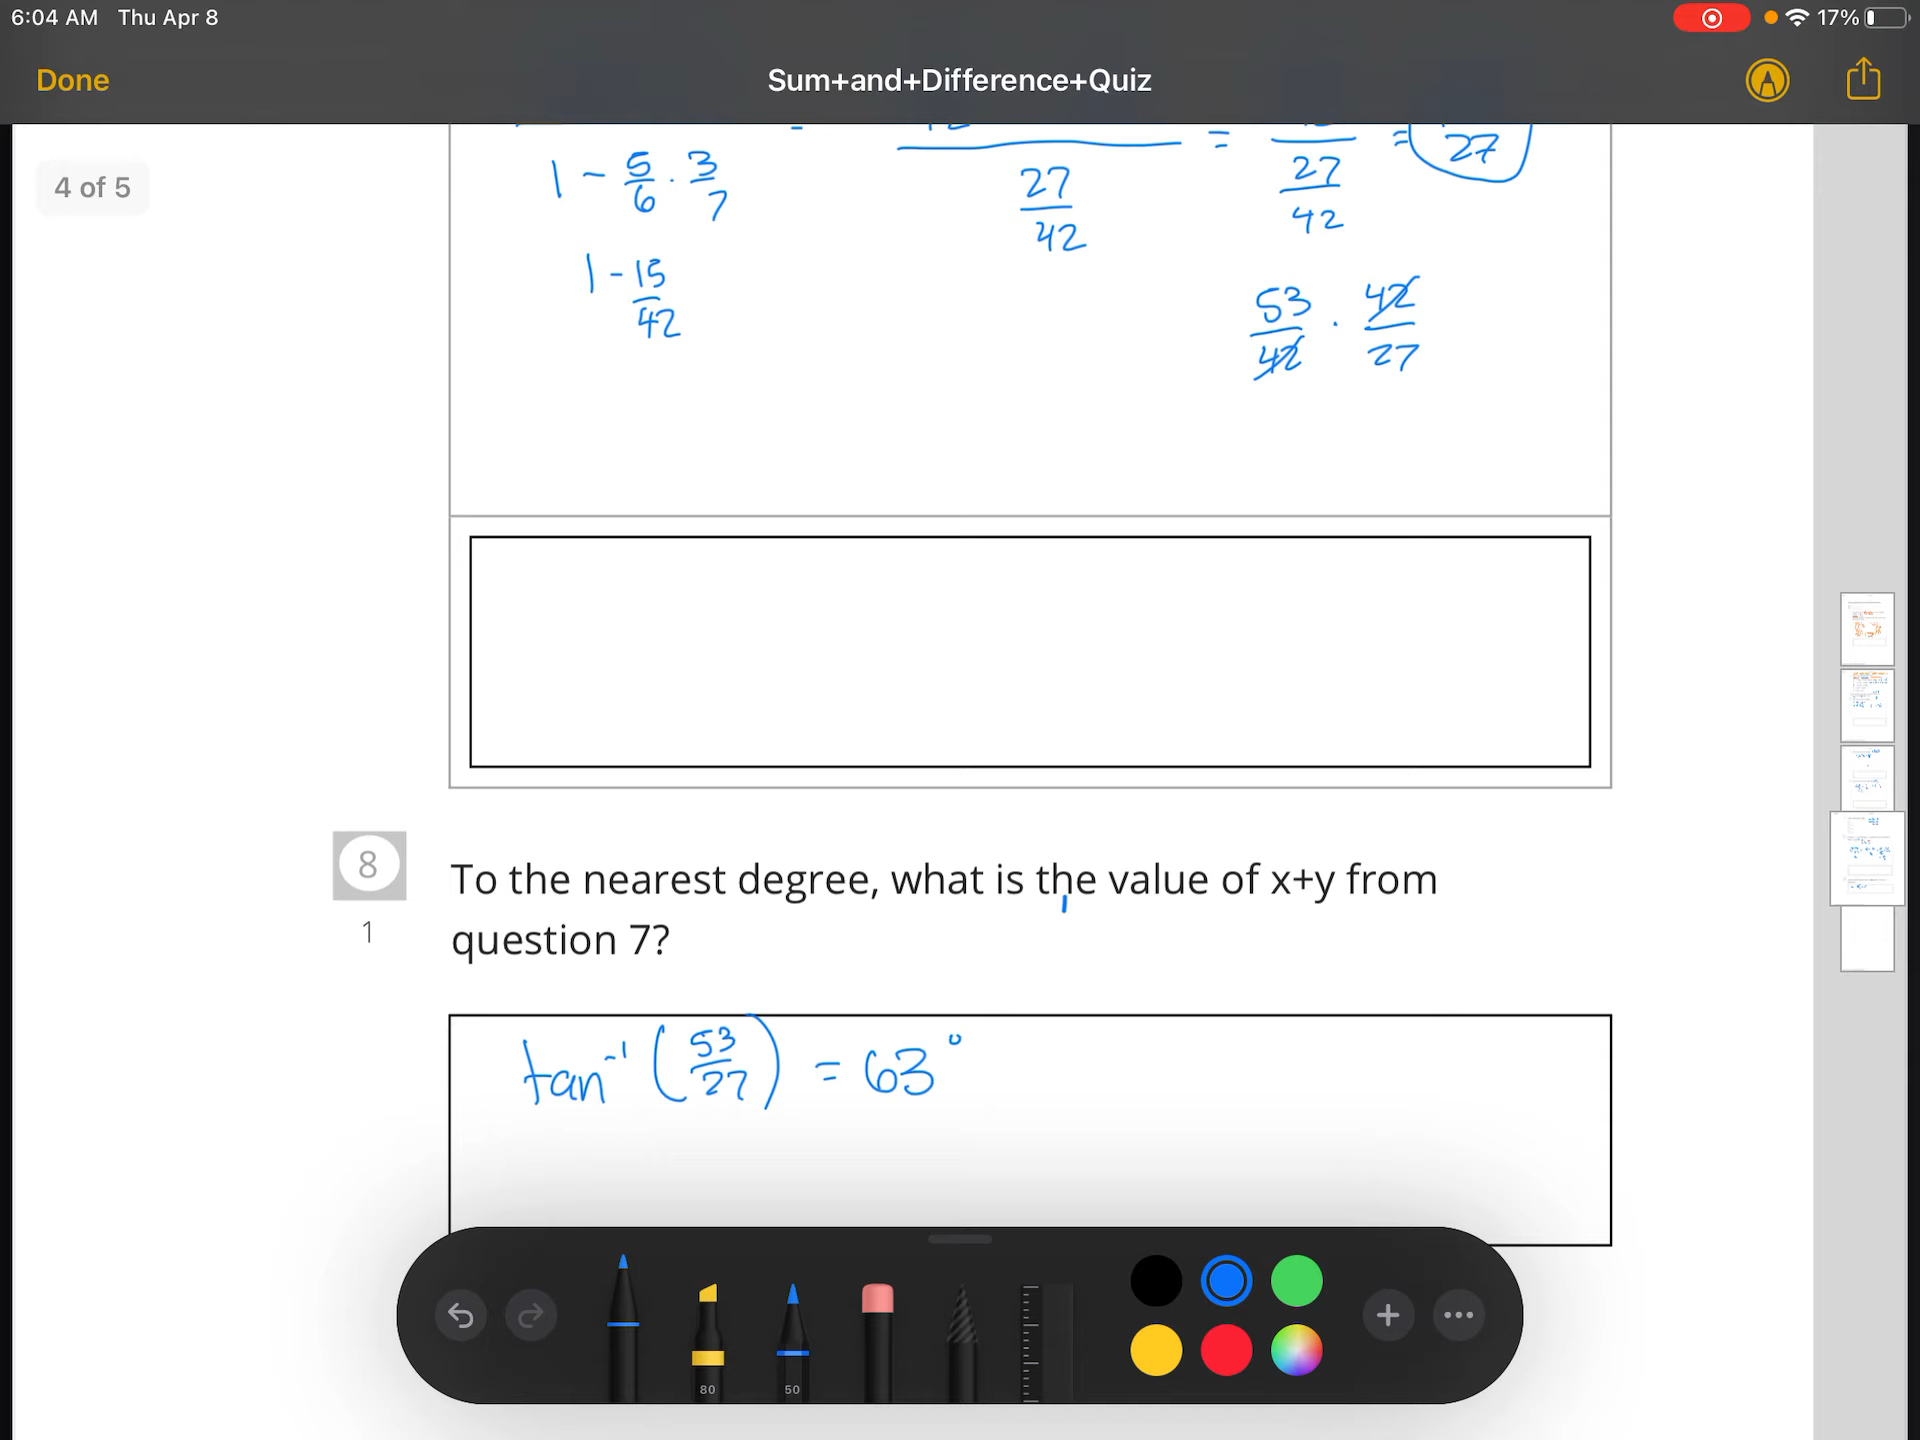 6:04 AM Thu Apr 8
17%
Done
Sum+and+Difference+Quiz
4 of 5
1 - 5/6 · 3/7
=
27/42
=
27/42
=
27
1 - 15/42
53/42 · 42/27
8
To the nearest degree, what is the value of x+y from
1
question 7?
tan⁻¹ (53/27) = 63°
80
50